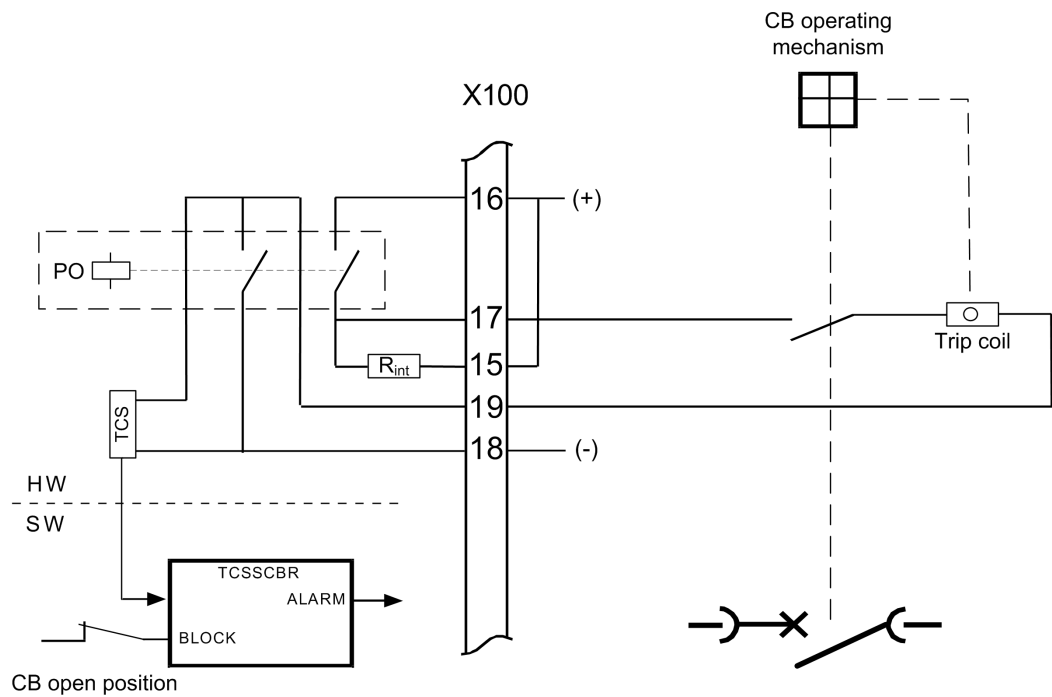 CB operating
mechanism
X100
16
(+)
PO
17
Trip coil
Rint
15
19
TCS
18
(-)
HW
SW
TCSSCBR
ALARM
BLOCK
CB open position